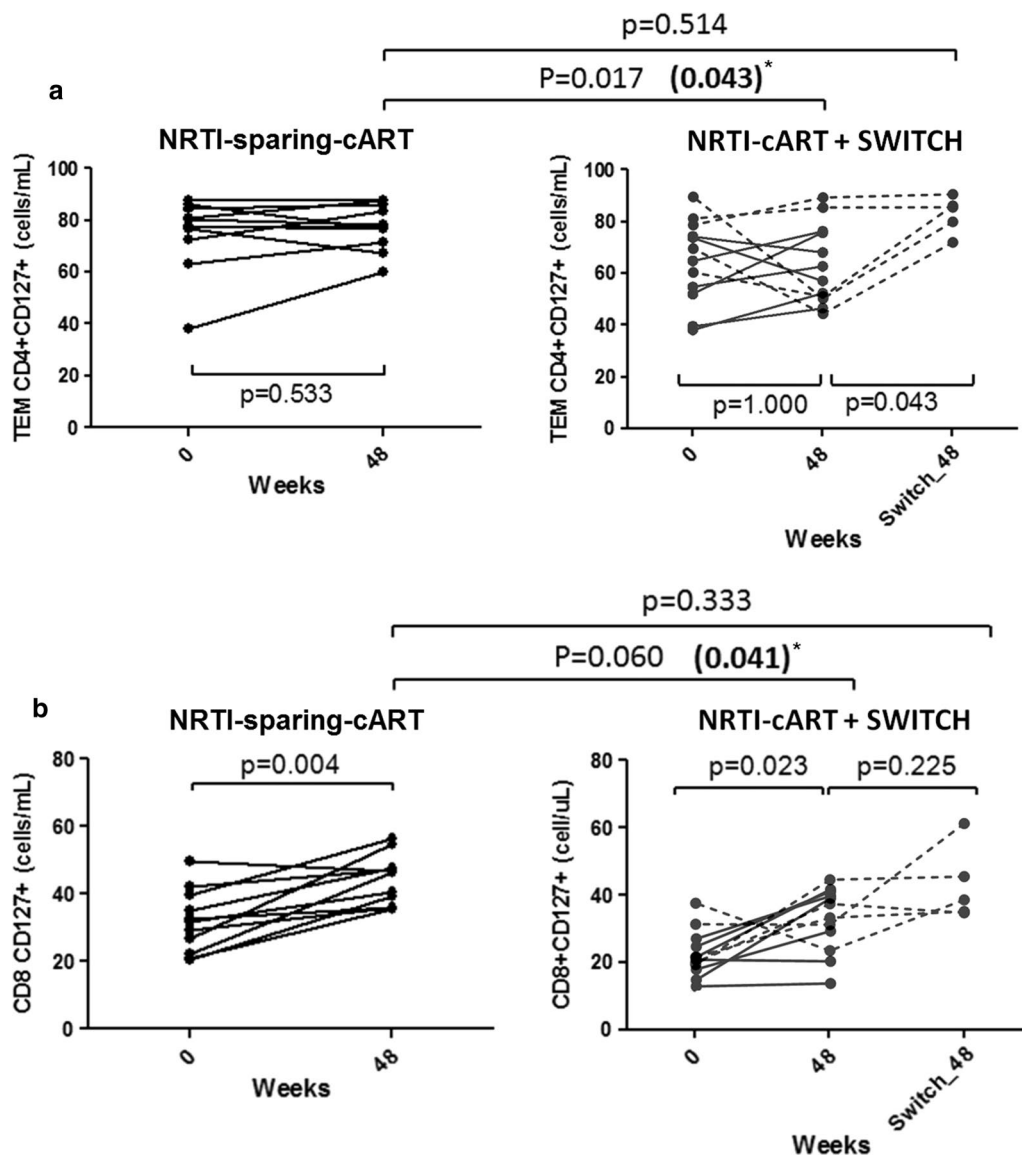 p=0.514
P=0.017 (0.043)*
a
NRTI-sparing-cART
NRTI-cART + SWITCH
TEM CD4+CD127+ (cells/mL)
100
80
60
40
20
0
p=0.533
0
48
Weeks
TEM CD4+CD127+ (cells/mL)
100
80
60
40
20
0
p=1.000
p=0.043
0
48
Switch_48
Weeks
p=0.333
P=0.060 (0.041)*
b
NRTI-sparing-cART
NRTI-cART + SWITCH
CD8 CD127+ (cells/mL)
80
60
40
20
0
p=0.004
0
48
Weeks
CD8+CD127+ (cell/uL)
80
60
40
20
0
p=0.023
p=0.225
0
48
Switch_48
Weeks